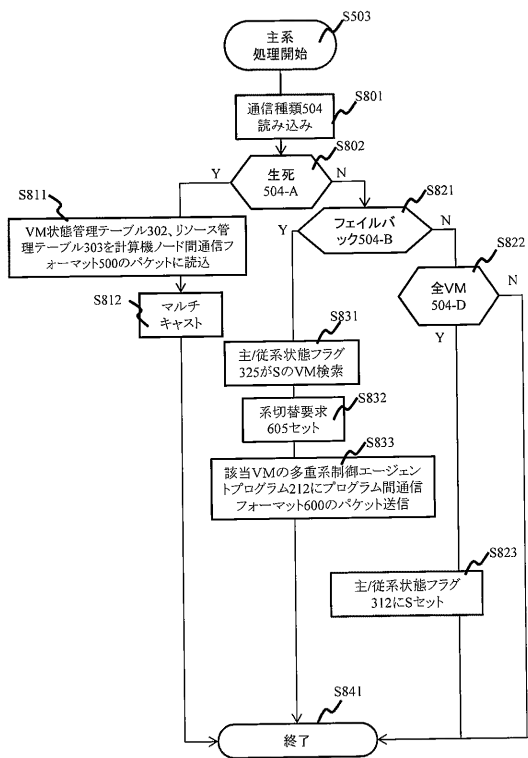 S503
主系
処理開始
S801
通信種類504
読み込み
S802
生死
504-A
Y
N
S811
VM状態管理テーブル302、リソース管
理テーブル303を計算機ノード間通信フ
ォーマット500のパケットに読込
S821
フェイルバ
ック504-B
Y
N
S822
全VM
504-D
Y
N
S812
マルチ
キャスト
S831
主/従系状態フラグ
325がSのVM検索
S832
系切替要求
605セット
S833
該当VMの多重系制御エージェン
トプログラム212にプログラム間通信
フォーマット600のパケット送信
S823
主/従系状態フラグ
312にSセット
S841
終了